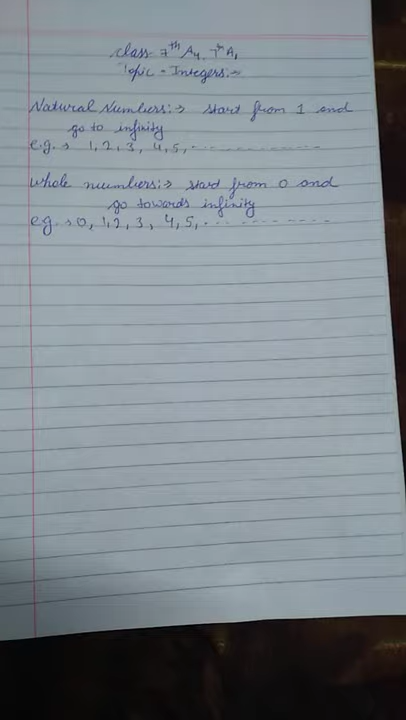 class- 7th A4, 7th A1
Topic - Integers:-
Natural Numbers:→ start from 1 and
go to infinity
e.g. → 1, 2, 3, 4, 5, - - - - - - - - - - - -
Whole numbers:→ start from 0 and
go towards infinity
e.g. → 0, 1, 2, 3, 4, 5, - - - - - - - - - - - -